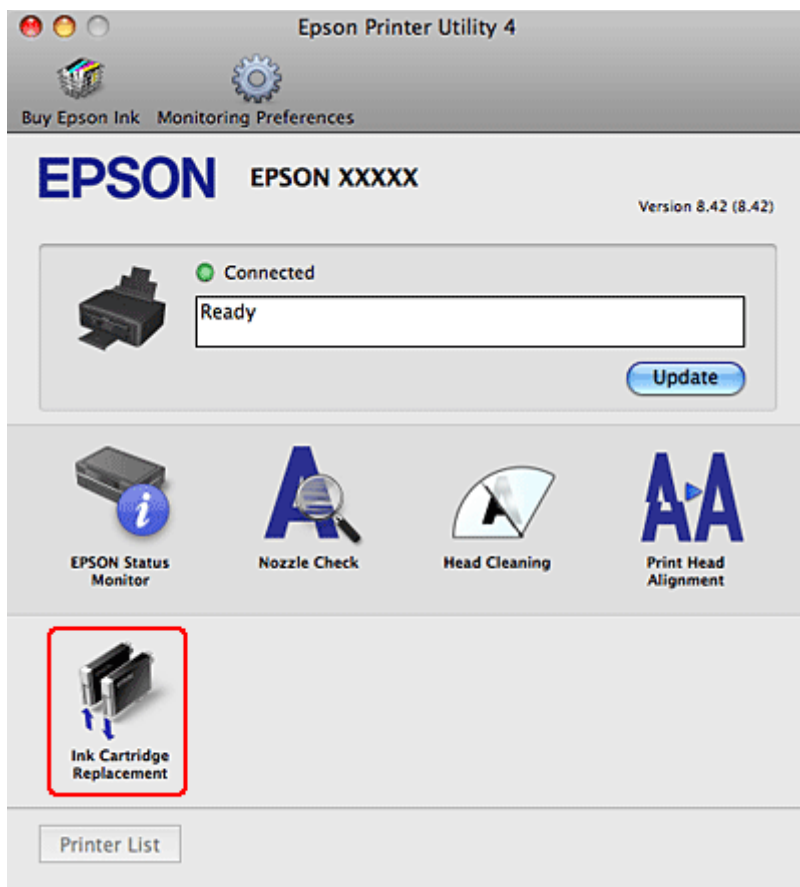 Epson Printer Utility 4
Buy Epson Ink Monitoring Preferences
EPSON EPSON XXXXX
Version 8.42 (8.42)
Connected
Ready
Update
EPSON Status
Monitor
Nozzle Check
Head Cleaning
Print Head
Alignment
Ink Cartridge
Replacement
Printer List